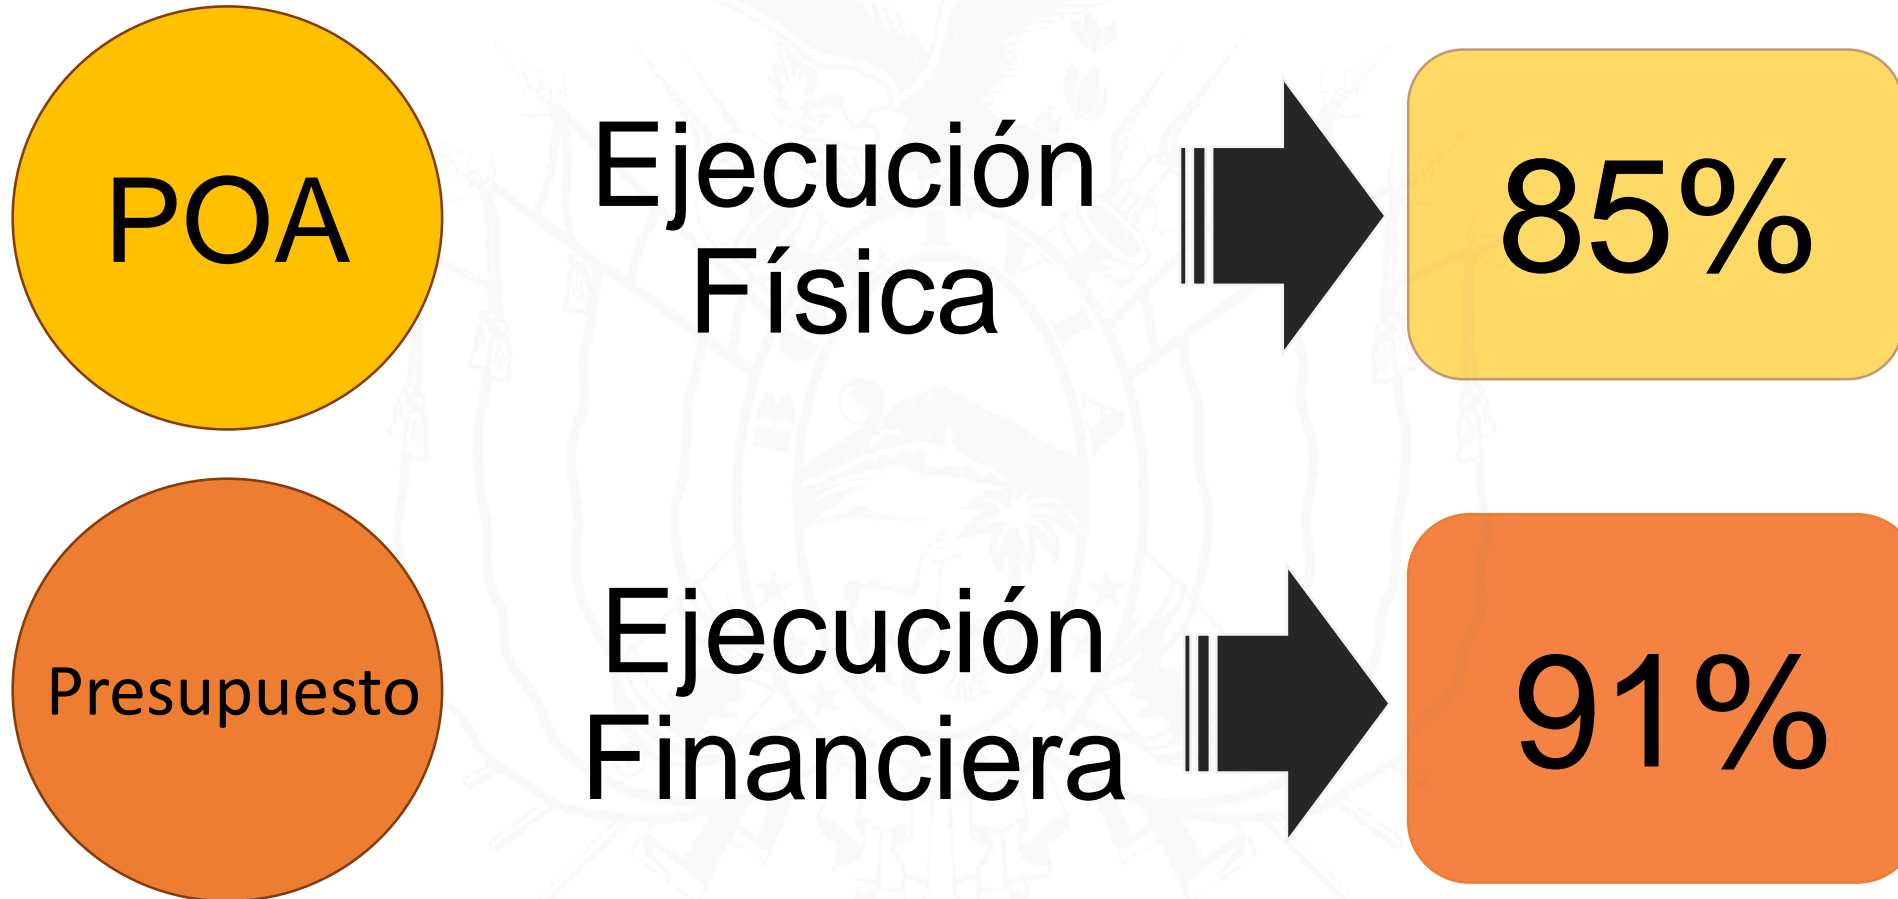 POA
Ejecución
Física
85%
Presupuesto
Ejecución
Financiera
91%